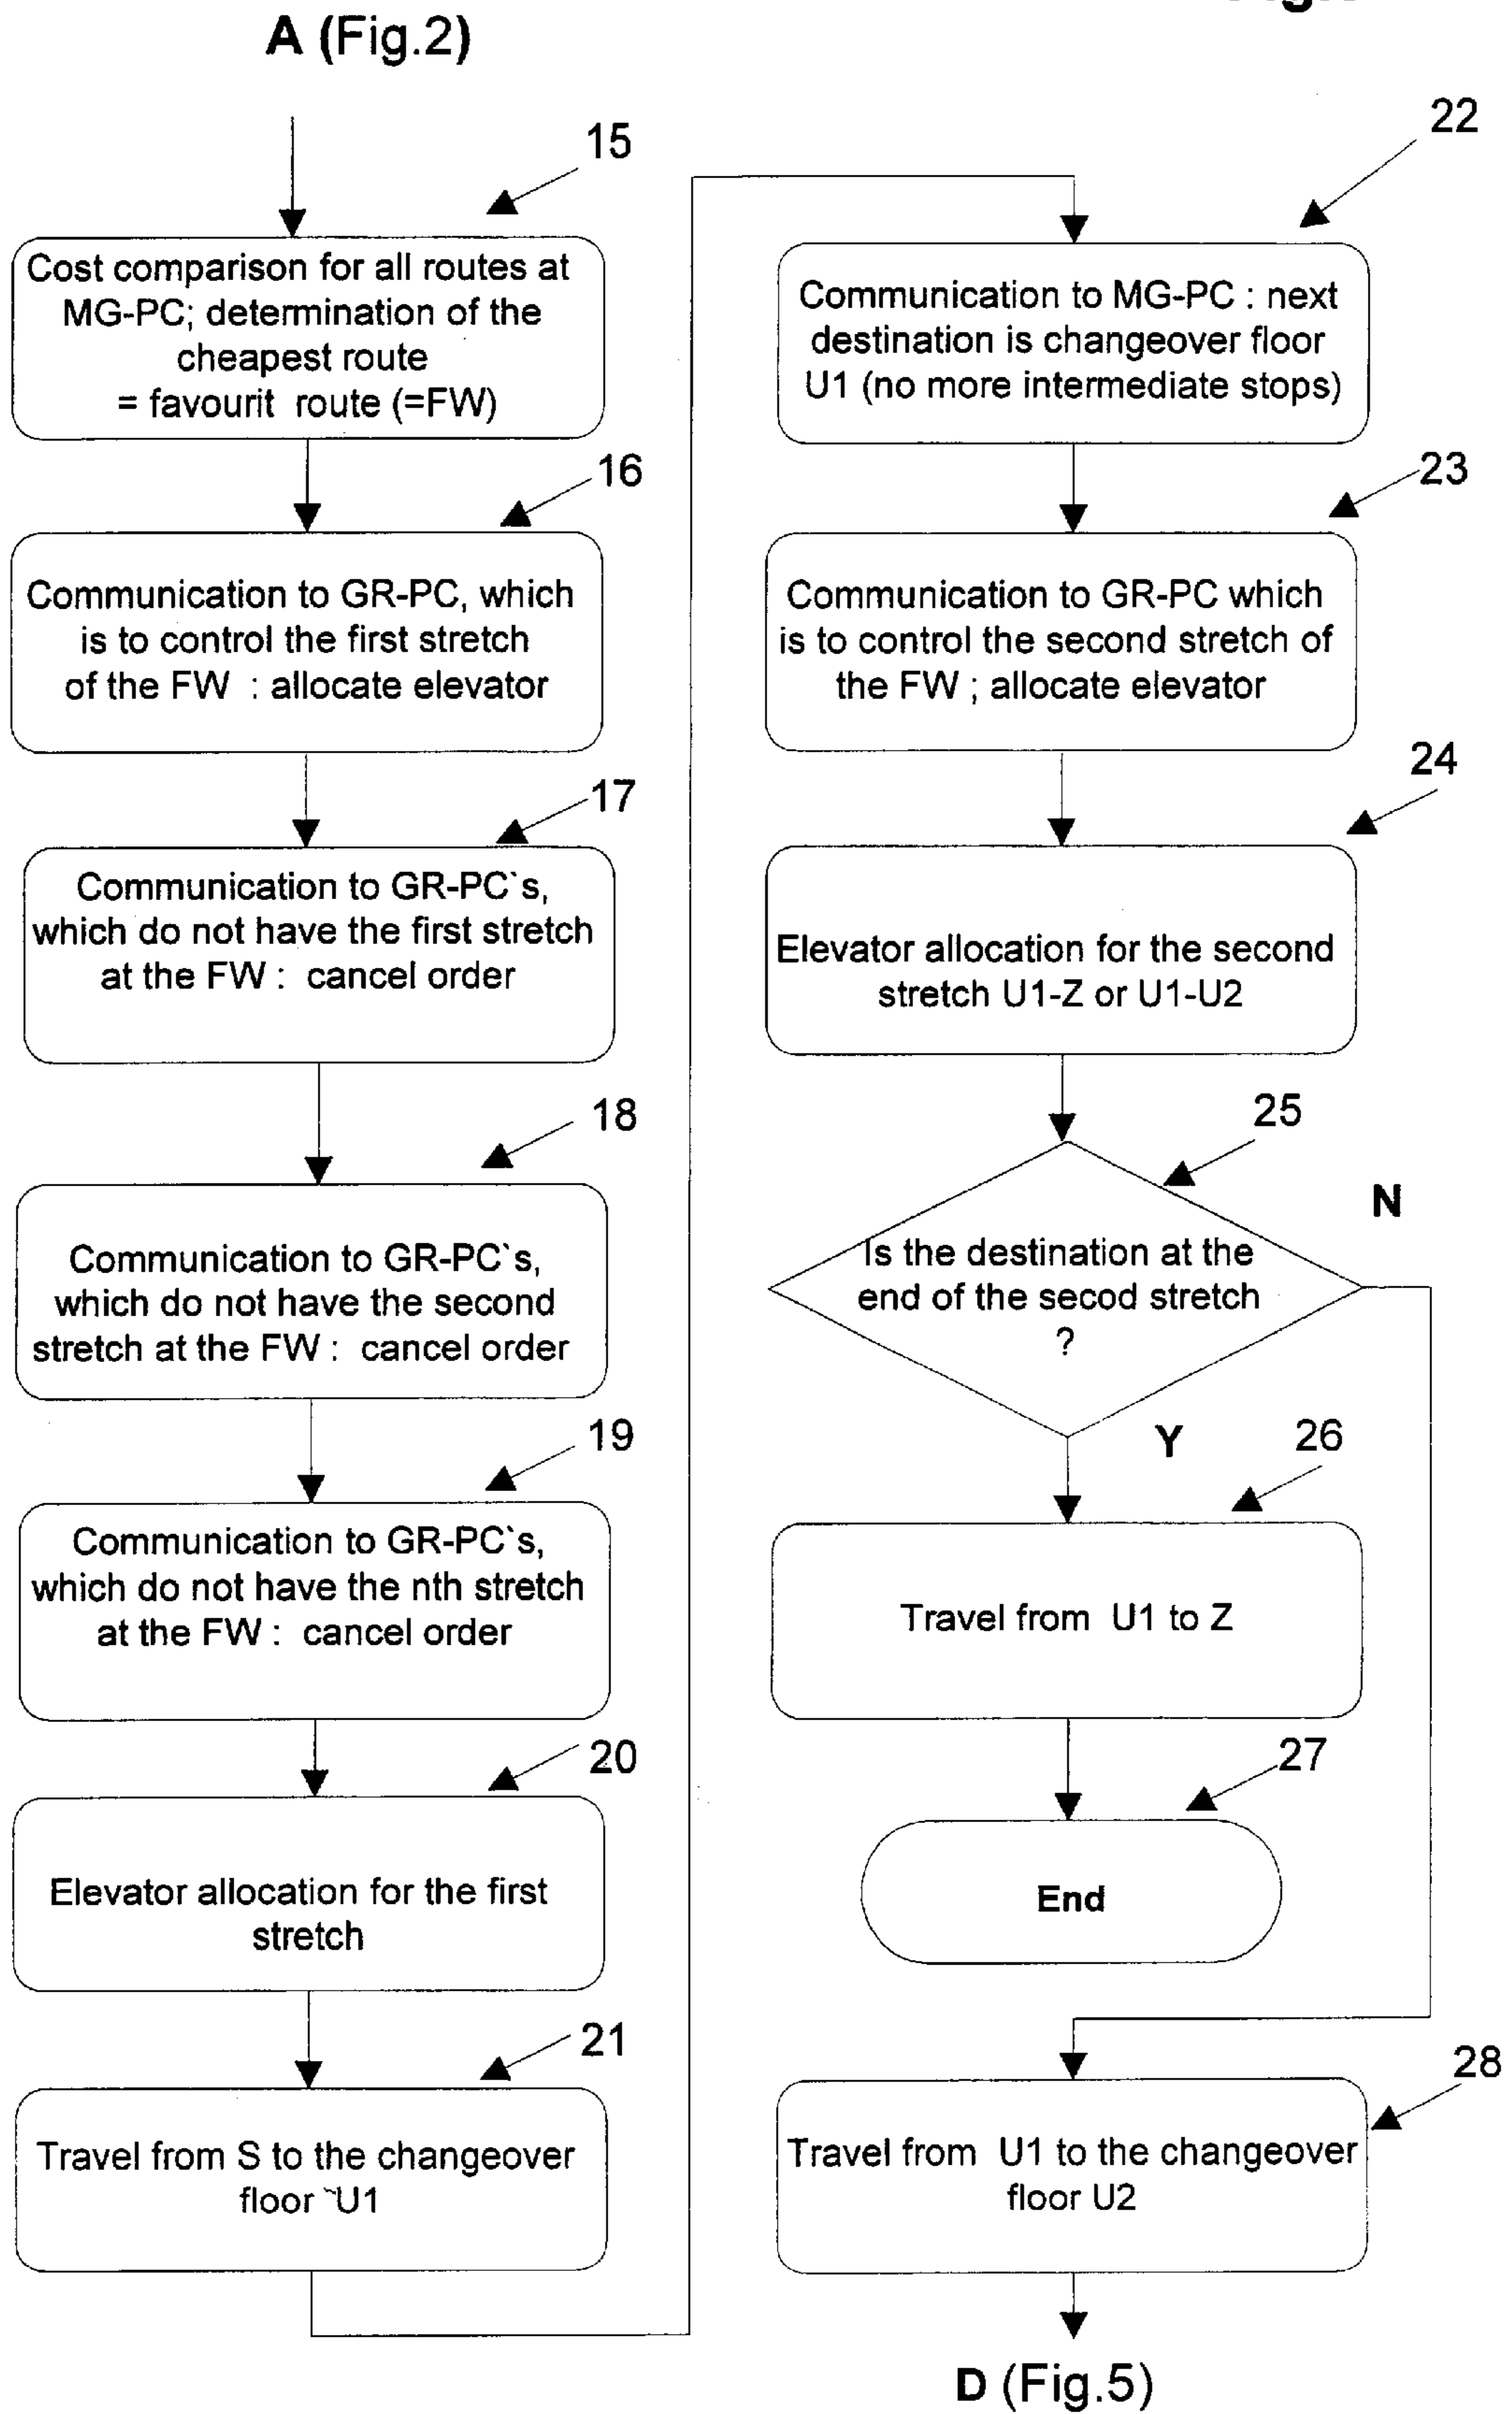 A (Fig.2)
15
Cost comparison for all routes at
MG-PC; determination of the
cheapest route
= favourit route (=FW)
16
Communication to GR-PC, which
is to control the first stretch
of the FW : allocate elevator
17
Communication to GR-PC`s,
which do not have the first stretch
at the FW : cancel order
18
Communication to GR-PC`s,
which do not have the second
stretch at the FW : cancel order
19
Communication to GR-PC`s,
which do not have the nth stretch
at the FW : cancel order
20
Elevator allocation for the first
stretch
21
Travel from S to the changeover
floor U1
22
Communication to MG-PC : next
destination is changeover floor
U1 (no more intermediate stops)
23
Communication to GR-PC which
is to control the second stretch of
the FW ; allocate elevator
24
Elevator allocation for the second
stretch U1-Z or U1-U2
25
N
Is the destination at the
end of the secod stretch
?
Y
26
Travel from U1 to Z
27
End
28
Travel from U1 to the changeover
floor U2
D (Fig.5)